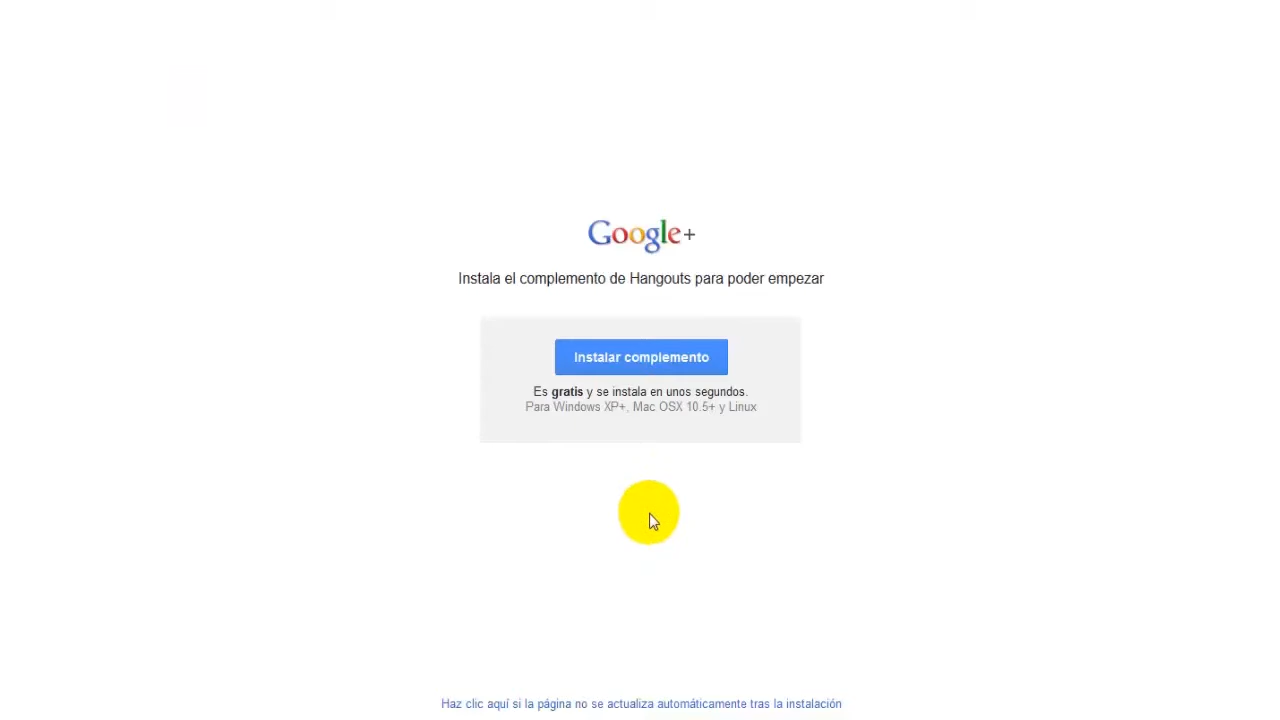 Google+
Instala el complemento de Hangouts para poder empezar
Instalar complemento
Es gratis y se instala en unos segundos.
Para Windows XP+, Mac OSX 10.5+ y Linux
Haz clic aquí si la página no se actualiza automáticamente tras la instalación